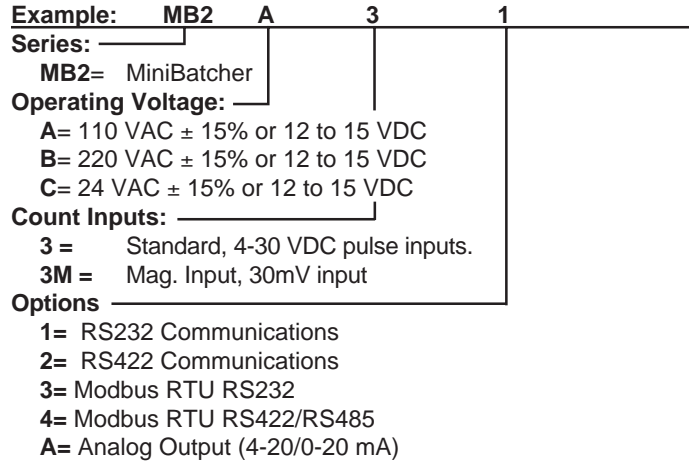 Example: MB2 A 3 1
Series:
MB2= MiniBatcher
Operating Voltage:
A= 110 VAC ± 15% or 12 to 15 VDC
B= 220 VAC ± 15% or 12 to 15 VDC
C= 24 VAC ± 15% or 12 to 15 VDC
Count Inputs:
3 = Standard, 4-30 VDC pulse inputs.
3M = Mag. Input, 30mV input
Options
1= RS232 Communications
2= RS422 Communications
3= Modbus RTU RS232
4= Modbus RTU RS422/RS485
A= Analog Output (4-20/0-20 mA)